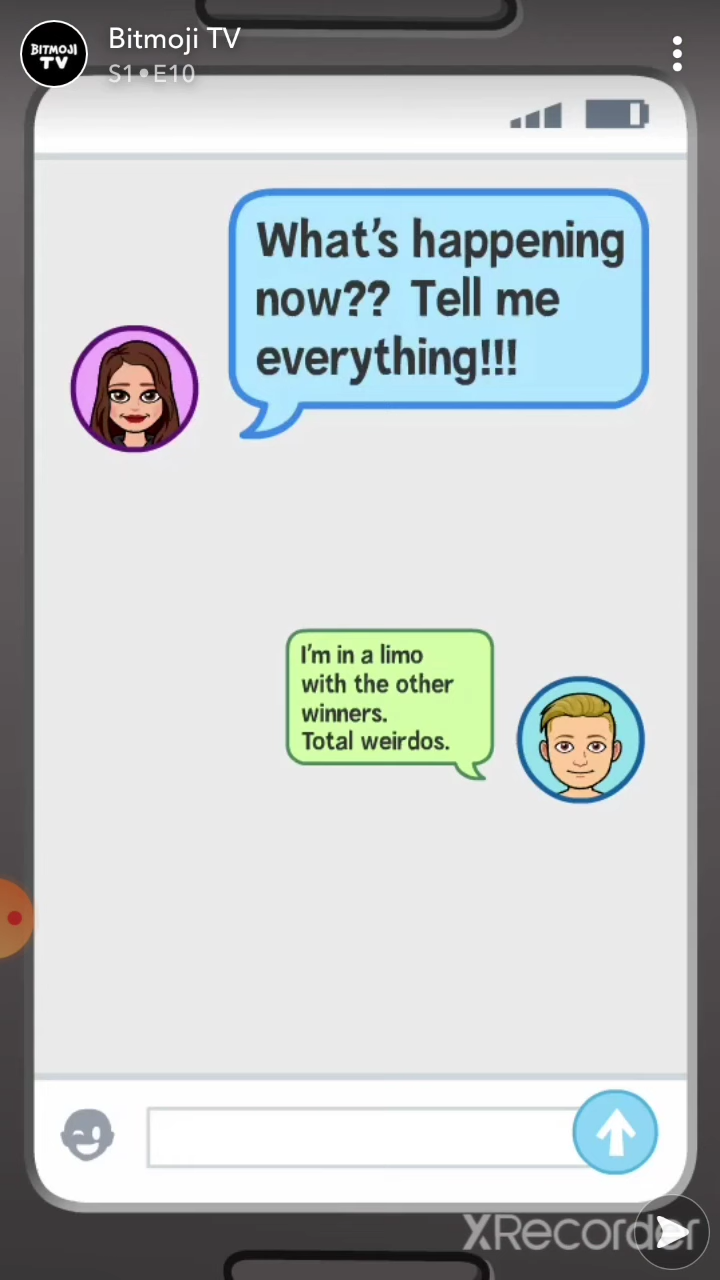 BITMOJI
TV
Bitmoji TV
S1•E10
What's happening
now?? Tell me
everything!!!
I'm in a limo
with the other
winners.
Total weirdos.
XRecorder